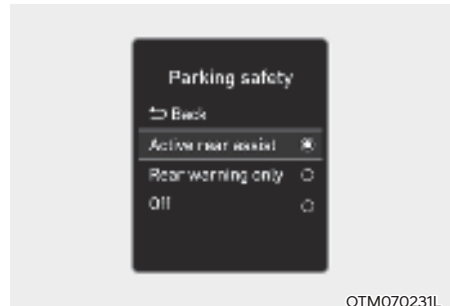 Parking safety
Back
Active rear assist
Rear warning only
Off
OTM070231L